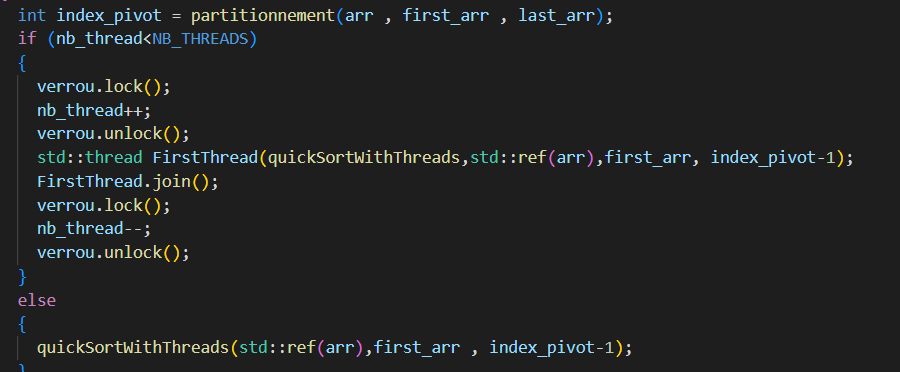 int index_pivot = partitionnement(arr , first_arr , last_arr);
if (nb_thread<NB_THREADS)
{
verrou.lock();
nb_thread++;
verrou.unlock();
std::thread FirstThread(quickSortWithThreads,std::ref(arr),first_arr, index_pivot-1);
FirstThread.join();
verrou.lock();
nb_thread--;
verrou.unlock();
}
else
{
quickSortWithThreads(std::ref(arr),first_arr , index_pivot-1);
}